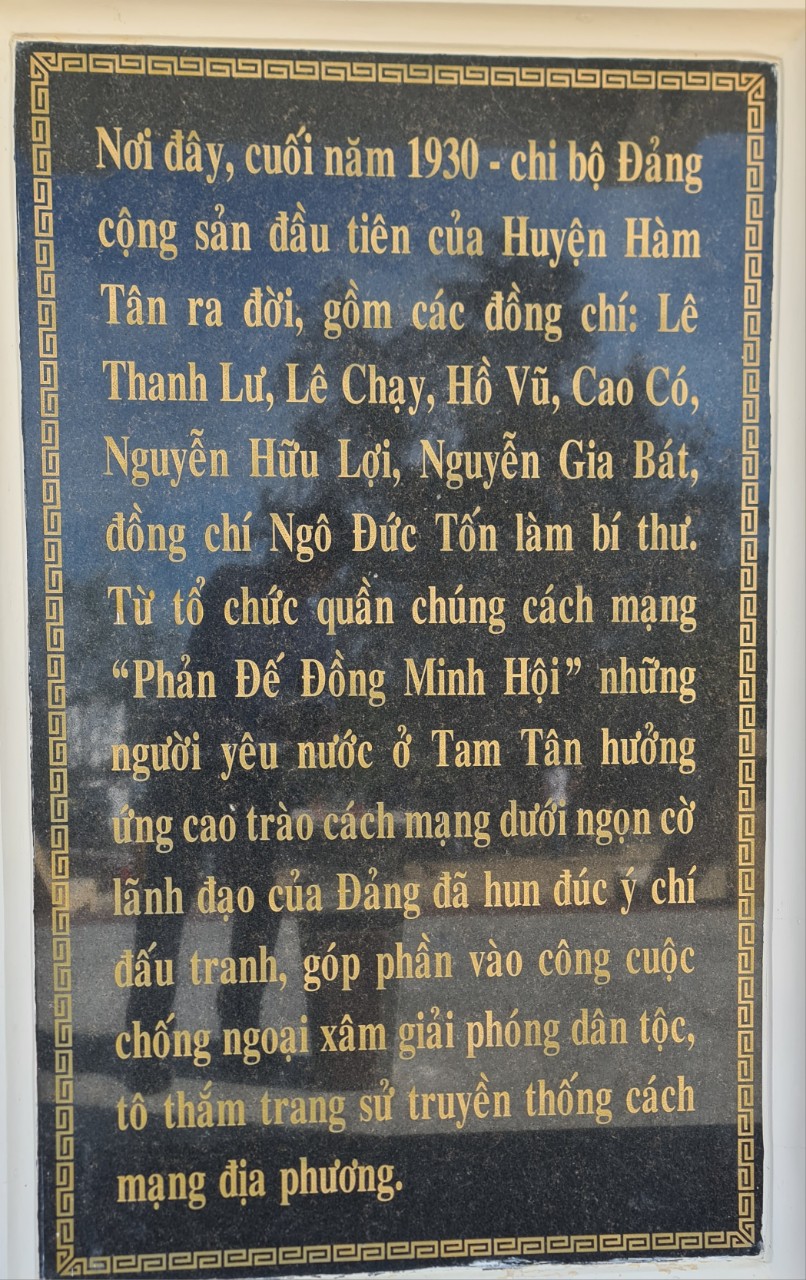 Nơi đây, cuối năm 1930 - chi bộ Đảng
cộng sản đầu tiên của Huyện Hàm
Tân ra đời, gồm các đồng chí: Lê
Thanh Lư, Lê Chạy, Hồ Vũ, Cao Có,
Nguyễn Hữu Lợi, Nguyễn Gia Bát,
đồng chí Ngô Đức Tốn làm bí thư.
Từ tổ chức quần chúng cách mạng
“Phản Đế Đồng Minh Hội” những
người yêu nước ở Tam Tân hưởng
ứng cao trào cách mạng dưới ngọn cờ
lãnh đạo của Đảng đã hun đúc ý chí
đấu tranh, góp phần vào công cuộc
chống ngoại xâm giải phóng dân tộc,
tô thắm trang sử truyền thống cách
mạng địa phương.